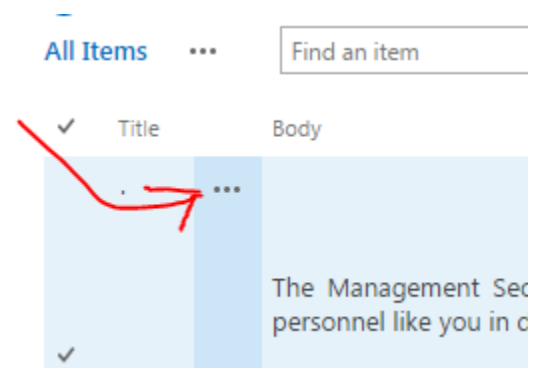 All Items ... Find an item
✓ Title Body
. ...
The Management Sec
personnel like you in d
✓